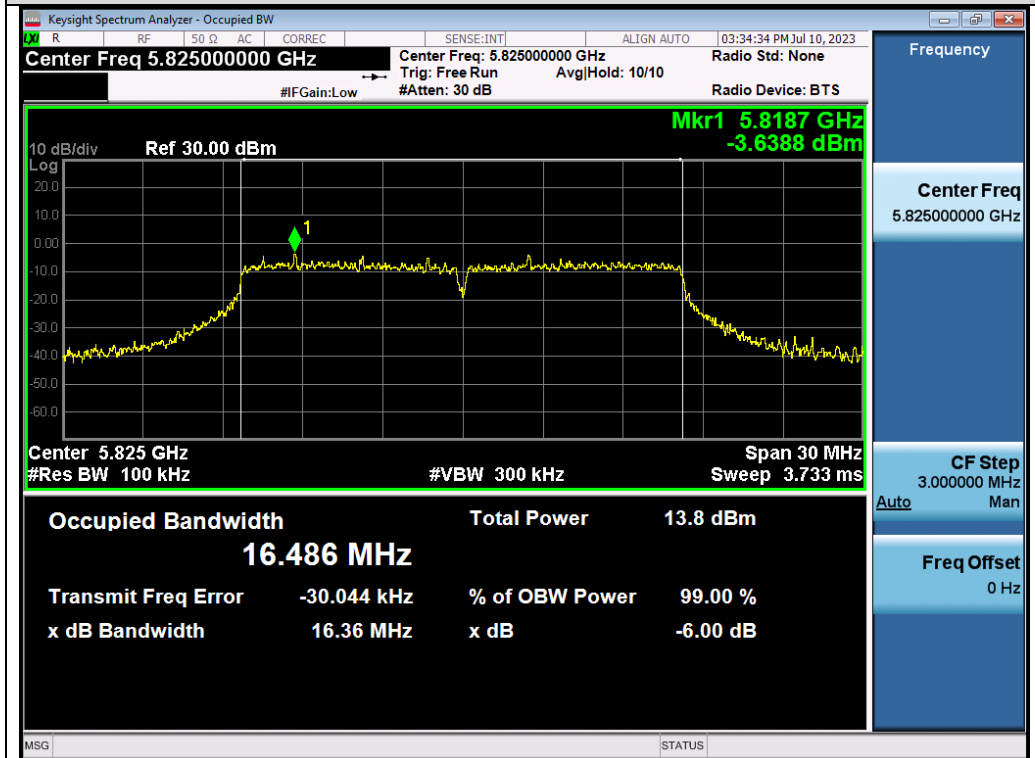 Keysight Spectrum Analyzer - Occupied BW
LXI R RF 50 Ω AC CORREC SENSE:INT ALIGN AUTO 03:34:34 PM Jul 10, 2023
Center Freq 5.825000000 GHz
Center Freq: 5.825000000 GHz Radio Std: None
Trig: Free Run Avg|Hold: 10/10
#IFGain:Low #Atten: 30 dB Radio Device: BTS
Mkr1 5.8187 GHz
-3.6388 dBm
10 dB/div Ref 30.00 dBm
Log
20.0
10.0
0.00
-10.0
-20.0
-30.0
-40.0
-50.0
-60.0
1
Center 5.825 GHz Span 30 MHz
#Res BW 100 kHz #VBW 300 kHz Sweep 3.733 ms
Occupied Bandwidth Total Power 13.8 dBm
16.486 MHz
Transmit Freq Error -30.044 kHz % of OBW Power 99.00 %
x dB Bandwidth 16.36 MHz x dB -6.00 dB
Frequency
Center Freq
5.825000000 GHz
CF Step
3.000000 MHz
Auto Man
Freq Offset
0 Hz
MSG STATUS